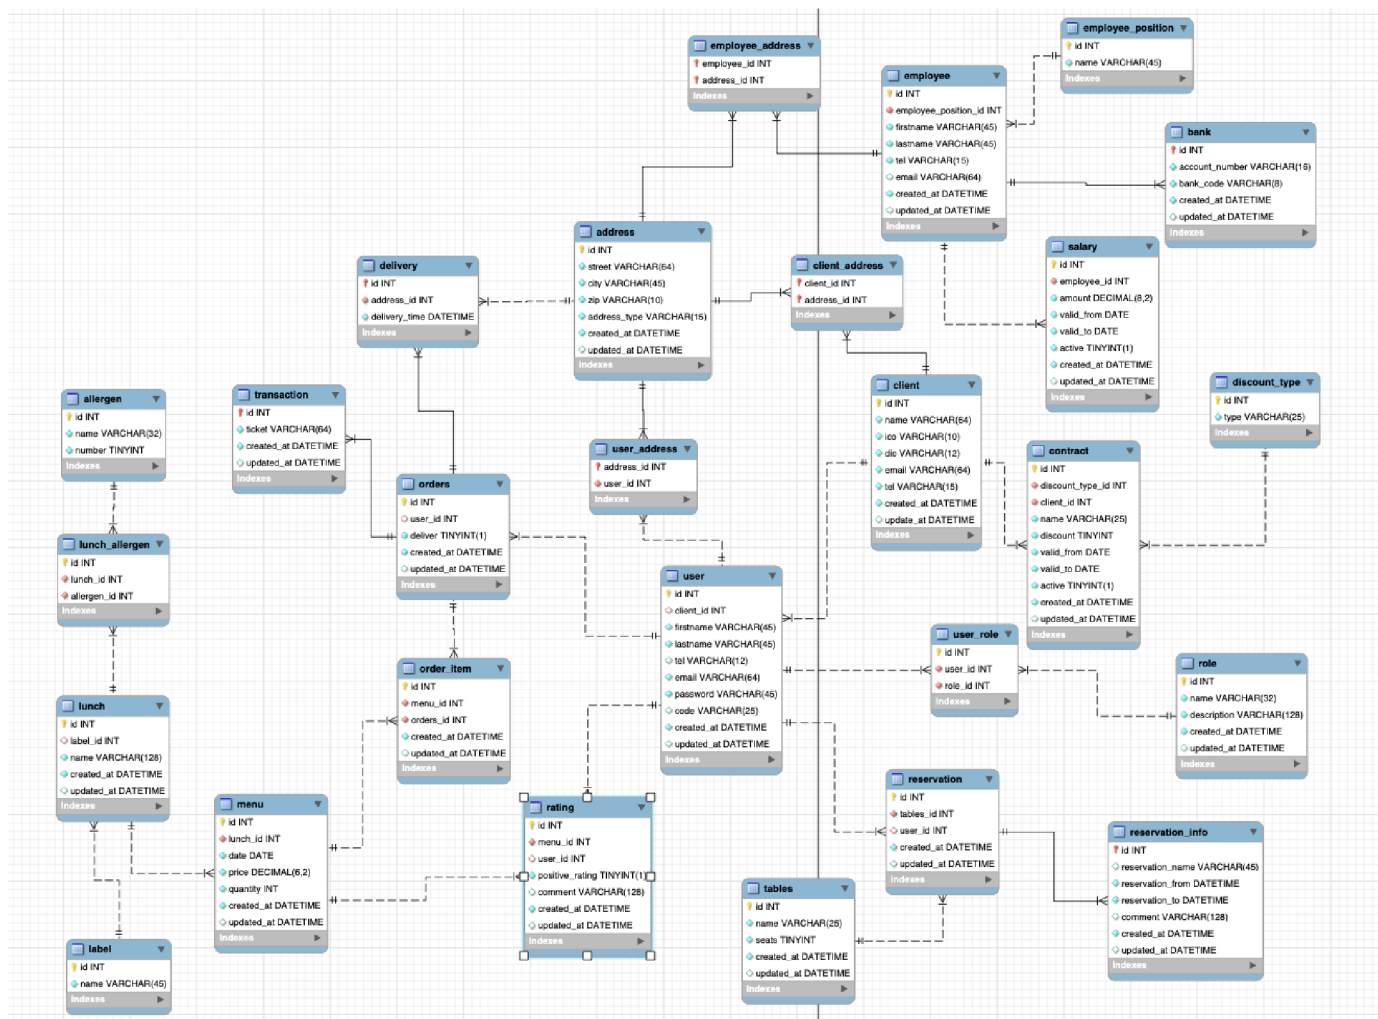 employee_position
id INT
name VARCHAR(45)
Indexes
employee_address
employee_id INT
address_id INT
Indexes
employee
id INT
employee_position_id INT
firstname VARCHAR(45)
lastname VARCHAR(45)
tel VARCHAR(15)
email VARCHAR(64)
created_at DATETIME
updated_at DATETIME
Indexes
bank
id INT
account_number VARCHAR(16)
bank_code VARCHAR(8)
created_at DATETIME
updated_at DATETIME
Indexes
address
id INT
street VARCHAR(64)
city VARCHAR(45)
zip VARCHAR(10)
address_type VARCHAR(15)
created_at DATETIME
updated_at DATETIME
Indexes
delivery
id INT
address_id INT
delivery_time DATETIME
Indexes
client_address
client_id INT
address_id INT
Indexes
salary
id INT
employee_id INT
amount DECIMAL(8,2)
valid_from DATE
valid_to DATE
active TINYINT(1)
created_at DATETIME
updated_at DATETIME
Indexes
allergen
id INT
name VARCHAR(32)
number TINYINT
Indexes
transaction
id INT
ticket VARCHAR(64)
created_at DATETIME
updated_at DATETIME
Indexes
client
id INT
name VARCHAR(64)
ico VARCHAR(10)
dic VARCHAR(12)
email VARCHAR(64)
tel VARCHAR(15)
created_at DATETIME
update_at DATETIME
Indexes
discount_type
id INT
type VARCHAR(25)
Indexes
user_address
address_id INT
user_id INT
Indexes
contract
id INT
discount_type_id INT
client_id INT
name VARCHAR(25)
discount TINYINT
valid_from DATE
valid_to DATE
active TINYINT(1)
created_at DATETIME
updated_at DATETIME
Indexes
orders
id INT
user_id INT
deliver TINYINT(1)
created_at DATETIME
updated_at DATETIME
Indexes
lunch_allergen
id INT
lunch_id INT
allergen_id INT
Indexes
user
id INT
client_id INT
firstname VARCHAR(45)
lastname VARCHAR(45)
tel VARCHAR(12)
email VARCHAR(64)
password VARCHAR(45)
code VARCHAR(25)
created_at DATETIME
updated_at DATETIME
Indexes
user_role
id INT
user_id INT
role_id INT
Indexes
role
id INT
name VARCHAR(32)
description VARCHAR(128)
created_at DATETIME
updated_at DATETIME
Indexes
order_item
id INT
menu_id INT
orders_id INT
created_at DATETIME
updated_at DATETIME
Indexes
lunch
id INT
label_id INT
name VARCHAR(128)
created_at DATETIME
updated_at DATETIME
Indexes
menu
id INT
lunch_id INT
date DATE
price DECIMAL(6,2)
quantity INT
created_at DATETIME
updated_at DATETIME
Indexes
rating
id INT
menu_id INT
user_id INT
positive_rating TINYINT(1)
comment VARCHAR(128)
created_at DATETIME
updated_at DATETIME
Indexes
reservation
id INT
tables_id INT
user_id INT
created_at DATETIME
updated_at DATETIME
Indexes
reservation_info
id INT
reservation_name VARCHAR(45)
reservation_from DATETIME
reservation_to DATETIME
comment VARCHAR(128)
created_at DATETIME
updated_at DATETIME
Indexes
tables
id INT
name VARCHAR(25)
seats TINYINT
created_at DATETIME
updated_at DATETIME
Indexes
label
id INT
name VARCHAR(45)
Indexes